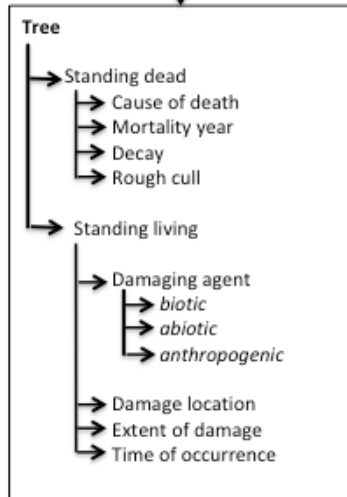 Tree
Standing dead
Cause of death
Mortality year
Decay
Rough cull
Standing living
Damaging agent
biotic
abiotic
anthropogenic
Damage location
Extent of damage
Time of occurrence